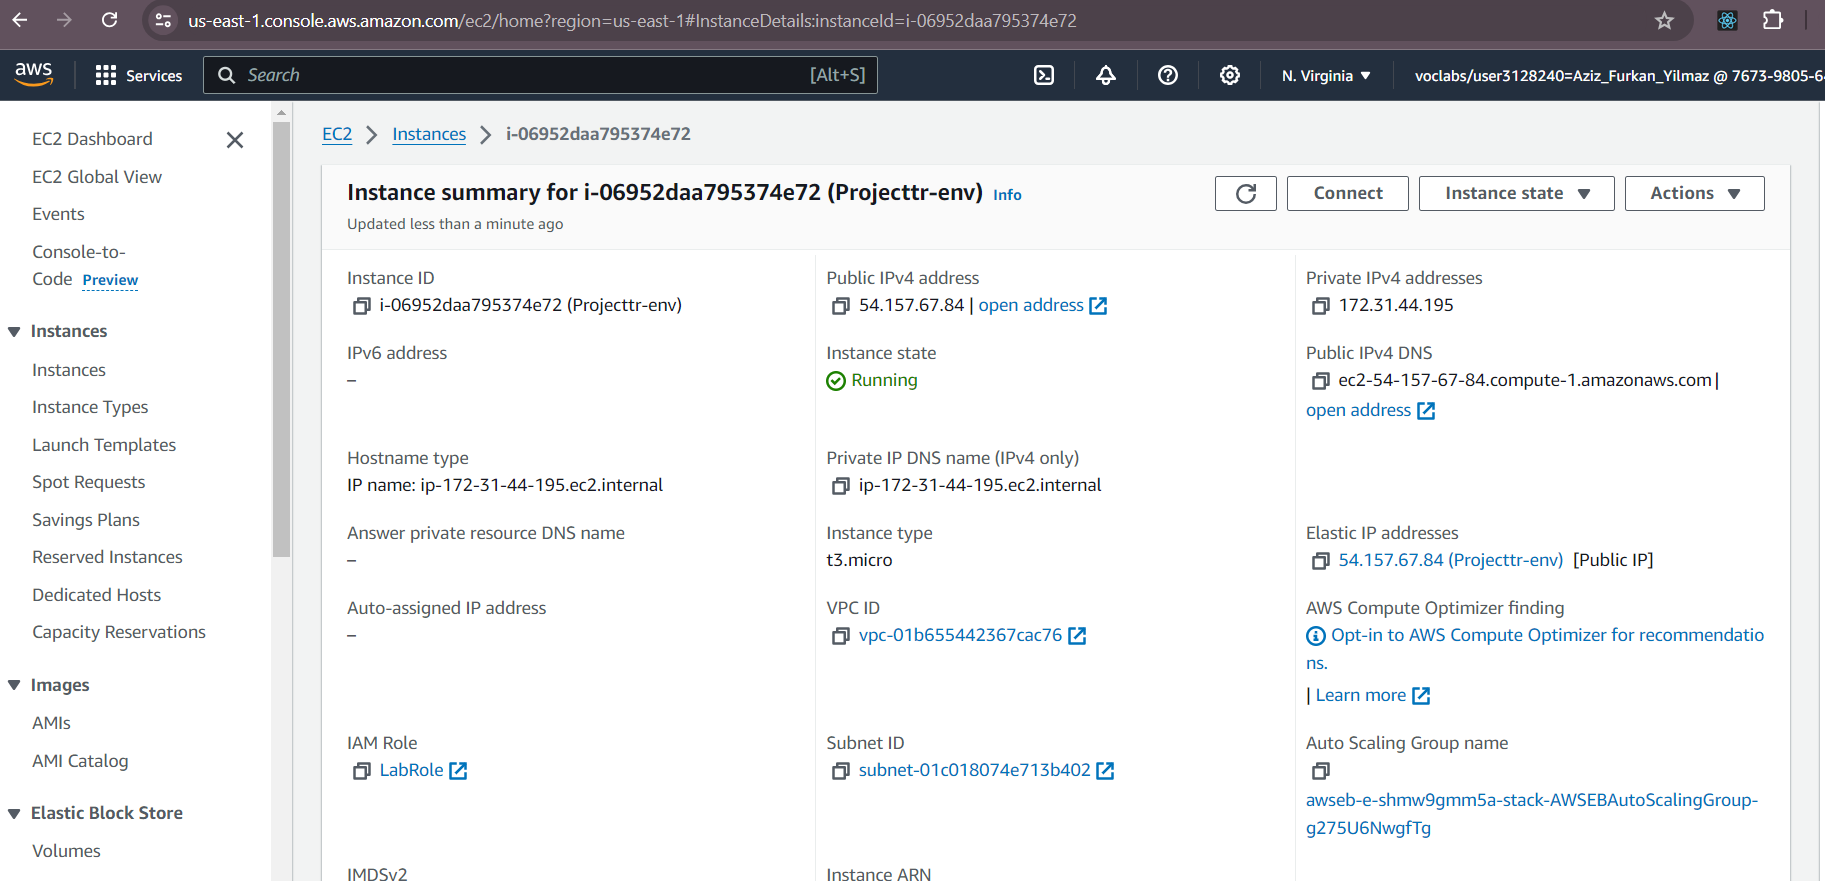 us-east-1.console.aws.amazon.com/ec2/home?region=us-east-1#InstanceDetails:instanceId=i-06952daa795374e72
aws
Services
Search
[Alt+S]
N. Virginia
voclabs/user3128240=Aziz_Furkan_Yilmaz @ 7673-9805-6
EC2 Dashboard
EC2 Global View
Events
Console-to-
Code Preview
Instances
Instances
Instance Types
Launch Templates
Spot Requests
Savings Plans
Reserved Instances
Dedicated Hosts
Capacity Reservations
Images
AMIs
AMI Catalog
Elastic Block Store
Volumes
EC2
Instances
i-06952daa795374e72
Instance summary for i-06952daa795374e72 (Projecttr-env) Info
Updated less than a minute ago
Connect
Instance state
Actions
Instance ID
i-06952daa795374e72 (Projecttr-env)
Public IPv4 address
54.157.67.84 | open address
Private IPv4 addresses
172.31.44.195
IPv6 address
–
Instance state
Running
Public IPv4 DNS
ec2-54-157-67-84.compute-1.amazonaws.com |
open address
Hostname type
IP name: ip-172-31-44-195.ec2.internal
Private IP DNS name (IPv4 only)
ip-172-31-44-195.ec2.internal
Answer private resource DNS name
–
Instance type
t3.micro
Elastic IP addresses
54.157.67.84 (Projecttr-env) [Public IP]
Auto-assigned IP address
–
VPC ID
vpc-01b655442367cac76
AWS Compute Optimizer finding
Opt-in to AWS Compute Optimizer for recommendatio
ns.
| Learn more
IAM Role
LabRole
Subnet ID
subnet-01c018074e713b402
Auto Scaling Group name
awseb-e-shmw9gmm5a-stack-AWSEBAutoScalingGroup-
g275U6NwgfTg
IMDSv2
Instance ARN